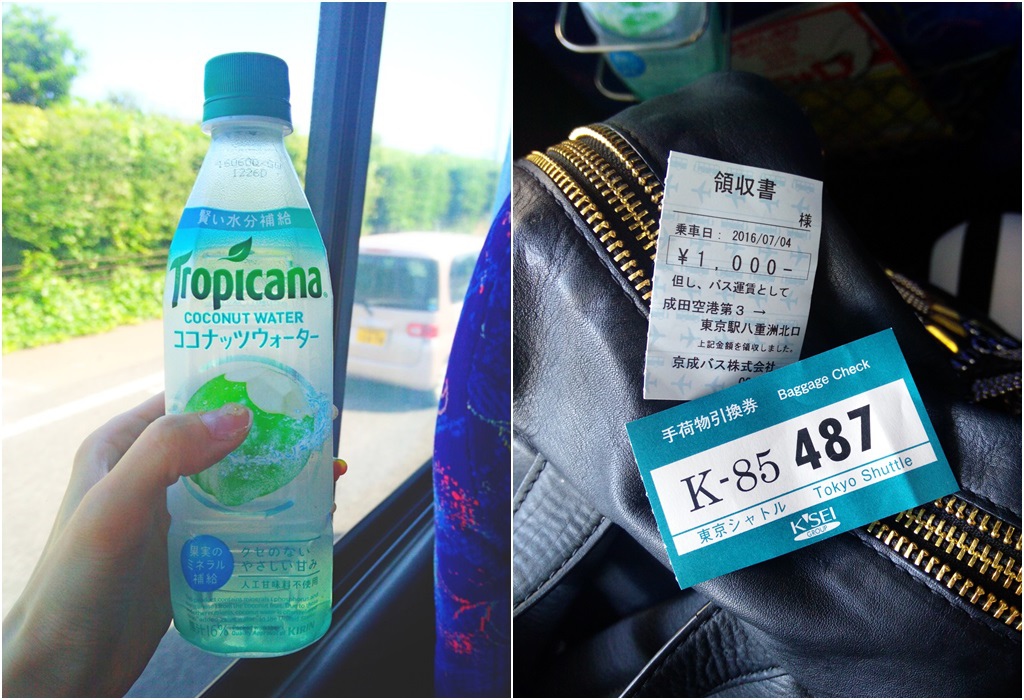 1226D
賢い水分補給
Tropicana
COCONUT WATER
ココナッツウォーター
果実の
ミネラル
補給
クセのない
やさしい甘み
人工甘味料不使用
KIRIN
領収書
様
乗車日: 2016/07/04
¥1,000-
但し、バス運賃として
成田空港第3 →
東京駅八重洲北口
上記金額を領収しました。
京成バス株式会社
手荷物引換券 Baggage Check
K-85 487
東京シャトル Tokyo Shuttle
K'SEI
GROUP